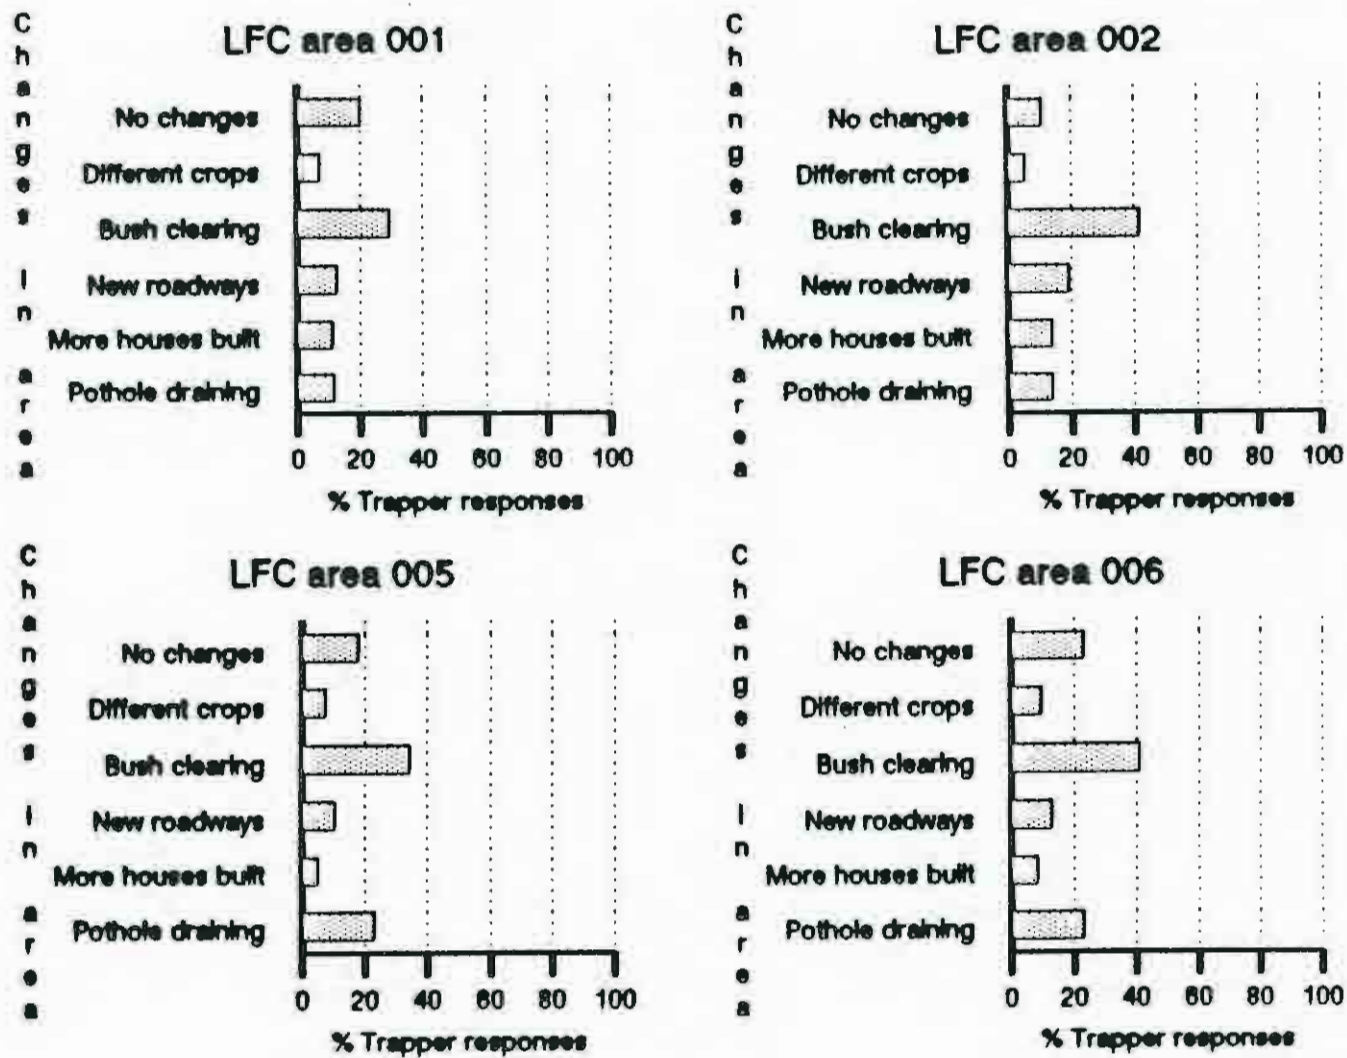 LFC area 001
Changes in area
No changes
Different crops
Bush clearing
New roadways
More houses built
Pothole draining
0 20 40 60 80 100
% Trapper responses
LFC area 002
Changes in area
No changes
Different crops
Bush clearing
New roadways
More houses built
Pothole draining
0 20 40 60 80 100
% Trapper responses
LFC area 005
Changes in area
No changes
Different crops
Bush clearing
New roadways
More houses built
Pothole draining
0 20 40 60 80 100
% Trapper responses
LFC area 006
Changes in area
No changes
Different crops
Bush clearing
New roadways
More houses built
Pothole draining
0 20 40 60 80 100
% Trapper responses